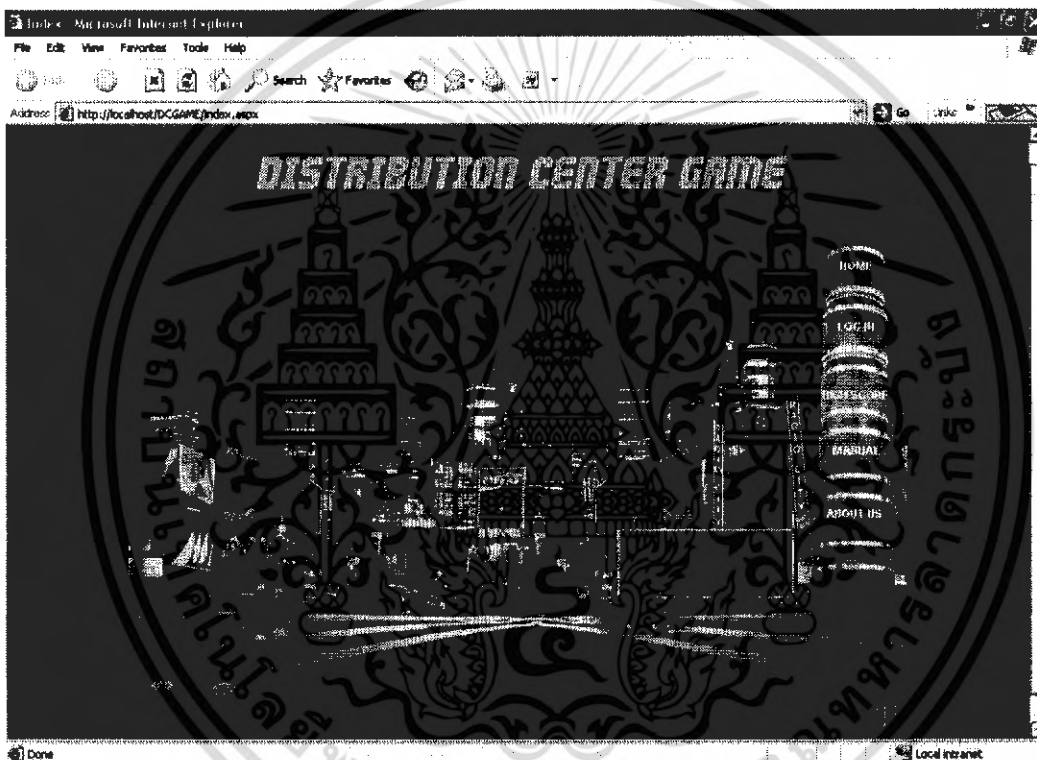 Index - Microsoft Internet Explorer
File Edit View Favorites Tools Help
Search Favorites
Address http://localhost/DCGAME/Index.aspx Go Links
DISTRIBUTION CENTER GAME
HOME
LOG IN
MANUAL
ABOUT US
Done Local intranet